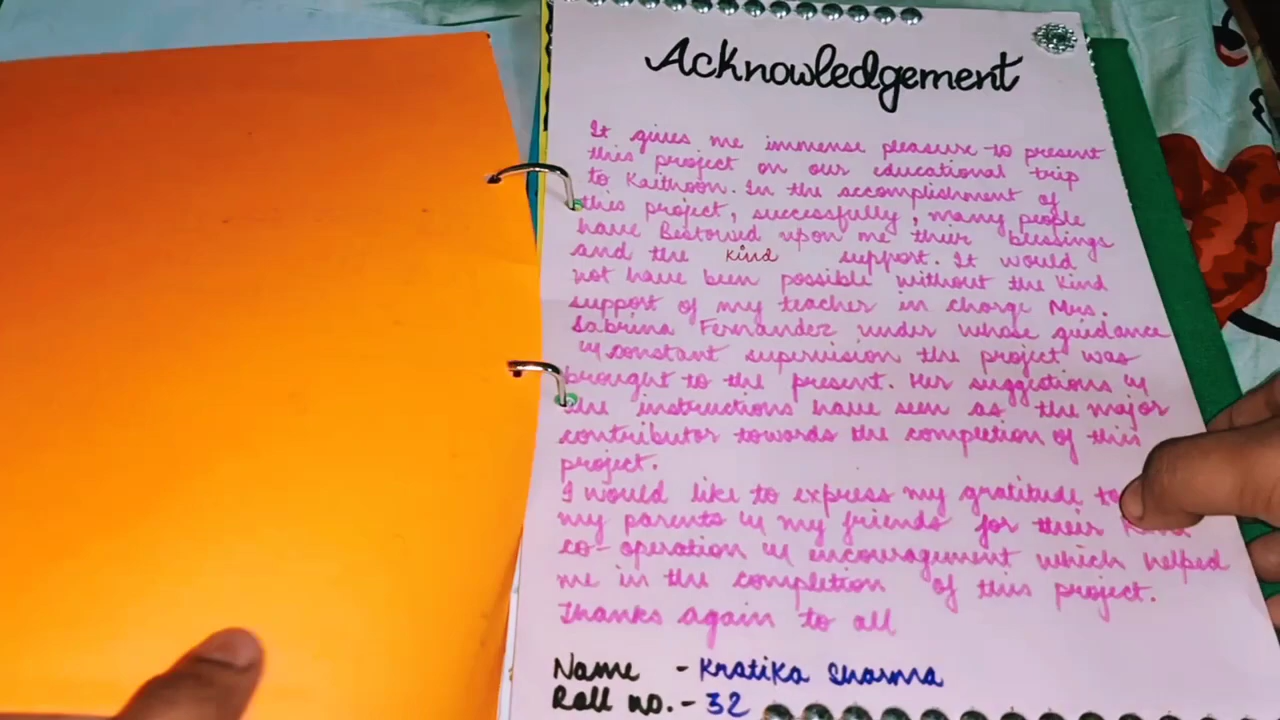 Acknowledgement
It gives me immense pleasure to present
this project on our educational trip
to Kaithoon. In the accomplishment of
this project, successfully, many people
have Bestowed upon me their blessings
and the kind support. It would
not have been possible without the kind
support of my teacher in charge Mrs.
Sabrina Fernandez under whose guidance
& constant supervision the project was
brought to the present. Her suggestions &
the instructions have seen as the major
contributor towards the completion of this
project.
I would like to express my gratitude to
my parents & my friends for their kind
co-operation & encouragement which helped
me in the completion of this project.
Thanks again to all
Name - Kratika Sharma
Roll no. - 32